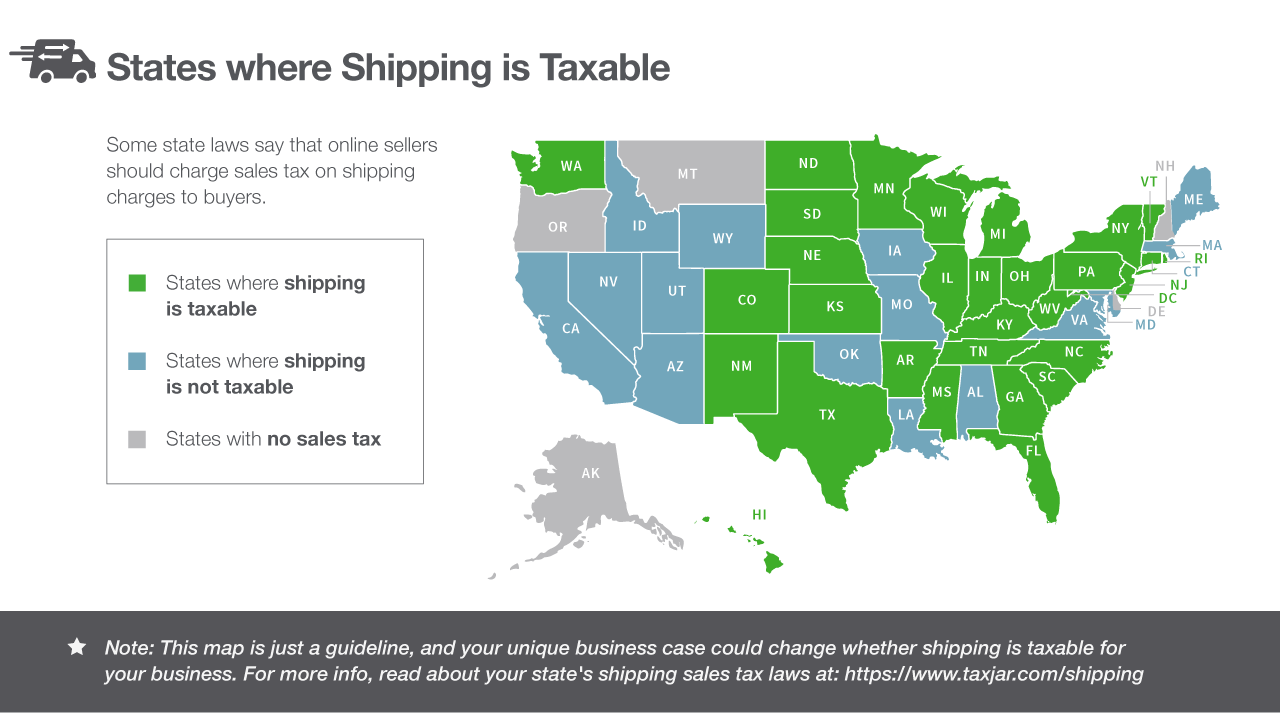 States where Shipping is Taxable
Some state laws say that online sellers
should charge sales tax on shipping
charges to buyers.
States where shipping
is taxable
States where shipping
is not taxable
States with no sales tax
WA
MT
ND
MN
OR
ID
WY
SD
WI
MI
NY
VT
NH
ME
MA
RI
CT
NJ
DC
DE
MD
NV
UT
CA
AZ
CO
NE
KS
IA
MO
IL
IN
OH
PA
WV
VA
KY
TN
NC
SC
NM
OK
AR
TX
LA
MS
AL
GA
FL
AK
HI
Note: This map is just a guideline, and your unique business case could change whether shipping is taxable for
your business. For more info, read about your state's shipping sales tax laws at: https://www.taxjar.com/shipping